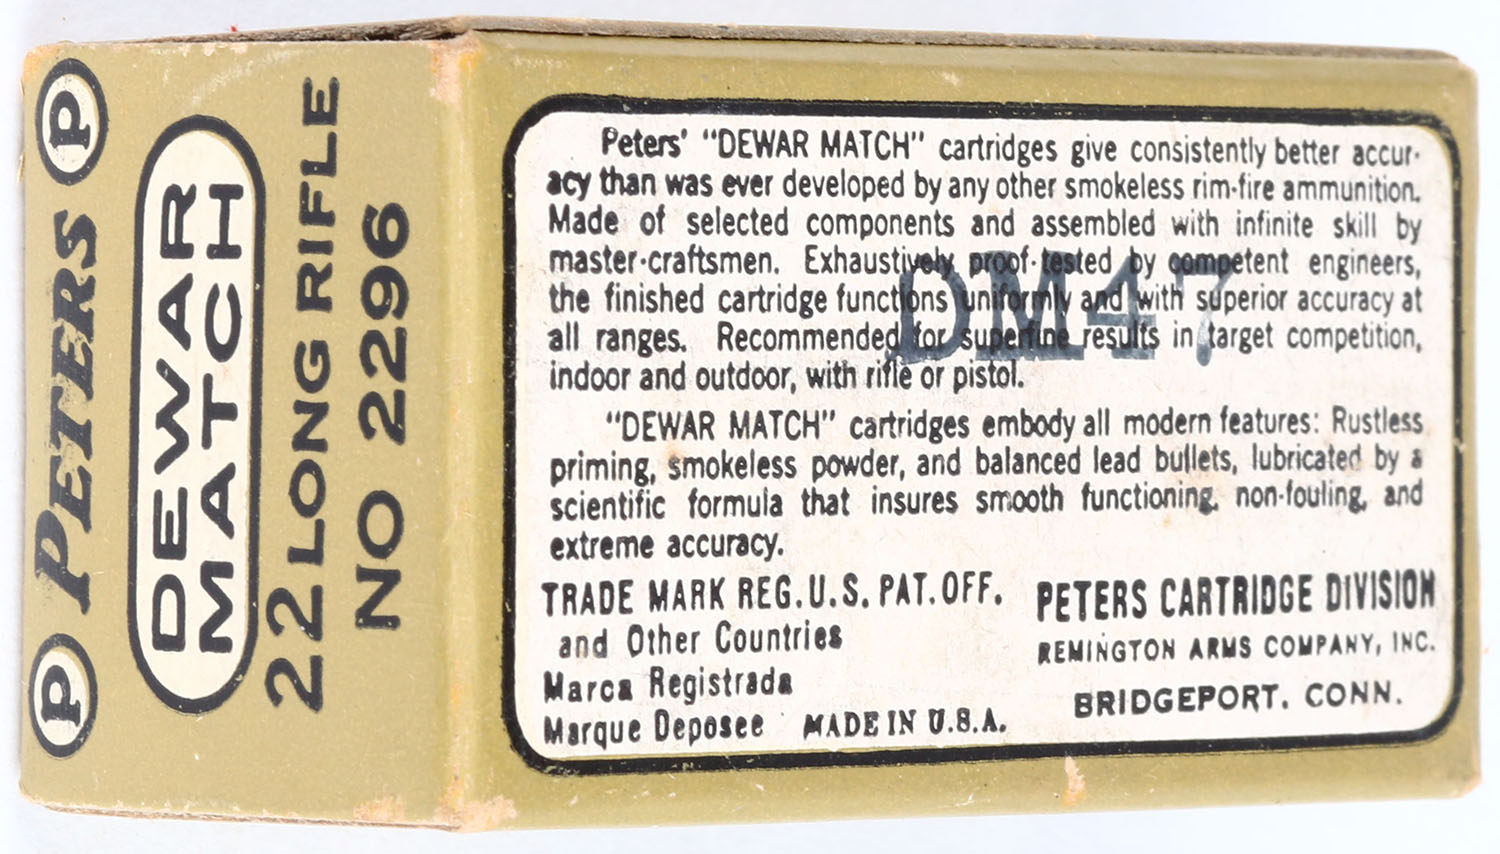 P PETERS P
DEWAR
MATCH
22 LONG RIFLE
NO 2296
Peters' "DEWAR MATCH" cartridges give consistently better accur-
acy than was ever developed by any other smokeless rim-fire ammunition.
Made of selected components and assembled with infinite skill by
master-craftsmen. Exhaustively proof-tested by competent engineers,
the finished cartridge functions uniformly and with superior accuracy at
all ranges. Recommended for superfine results in target competition,
indoor and outdoor, with rifle or pistol.
DM47
"DEWAR MATCH" cartridges embody all modern features: Rustless
priming, smokeless powder, and balanced lead bullets, lubricated by a
scientific formula that insures smooth functioning, non-fouling, and
extreme accuracy.
TRADE MARK REG. U.S. PAT. OFF.
and Other Countries
Marca Registrada
Marque Deposee MADE IN U.S.A.
PETERS CARTRIDGE DIVISION
REMINGTON ARMS COMPANY, INC.
BRIDGEPORT. CONN.